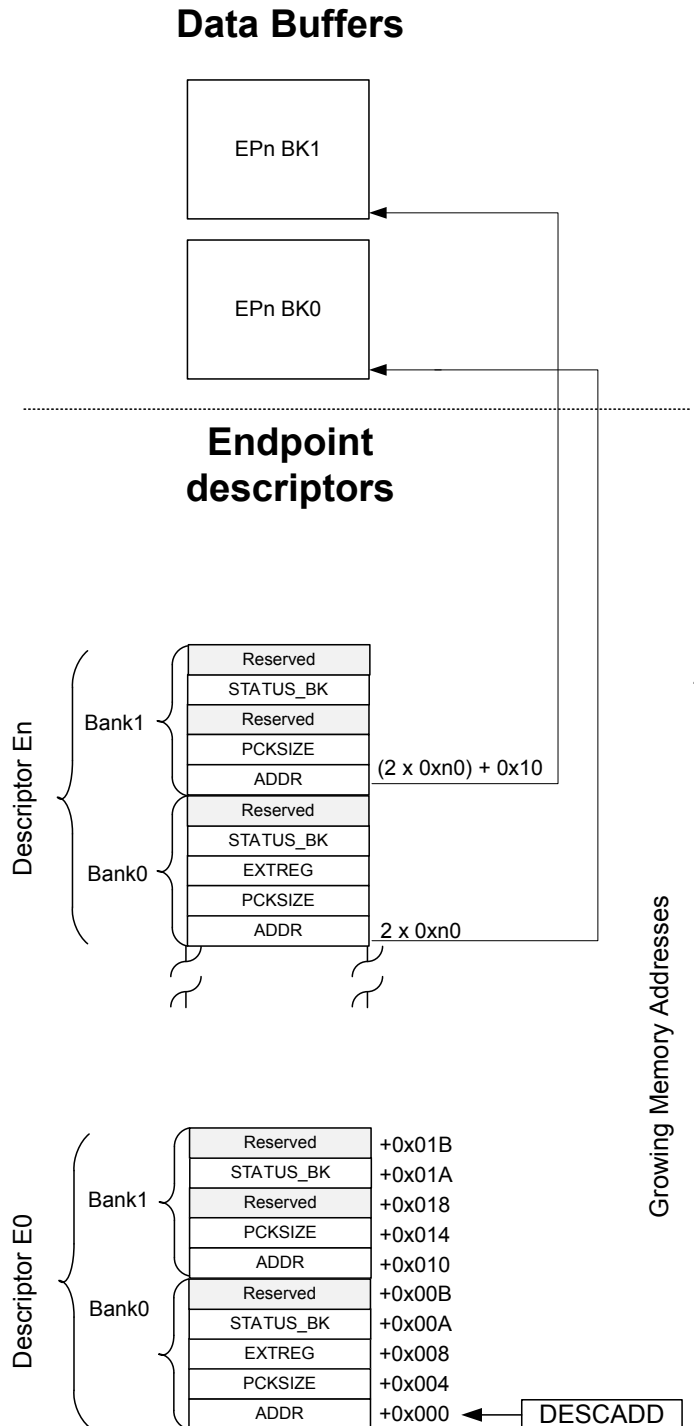 Data Buffers
EPn BK1
EPn BK0
Endpoint
descriptors
Descriptor En
Bank1
Reserved
STATUS_BK
Reserved
PCKSIZE
ADDR
(2 x 0xn0) + 0x10
Bank0
Reserved
STATUS_BK
EXTREG
PCKSIZE
ADDR
2 x 0xn0
Growing Memory Addresses
Descriptor E0
Bank1
Reserved +0x01B
STATUS_BK +0x01A
Reserved +0x018
PCKSIZE +0x014
ADDR +0x010
Bank0
Reserved +0x00B
STATUS_BK +0x00A
EXTREG +0x008
PCKSIZE +0x004
ADDR +0x000
DESCADD